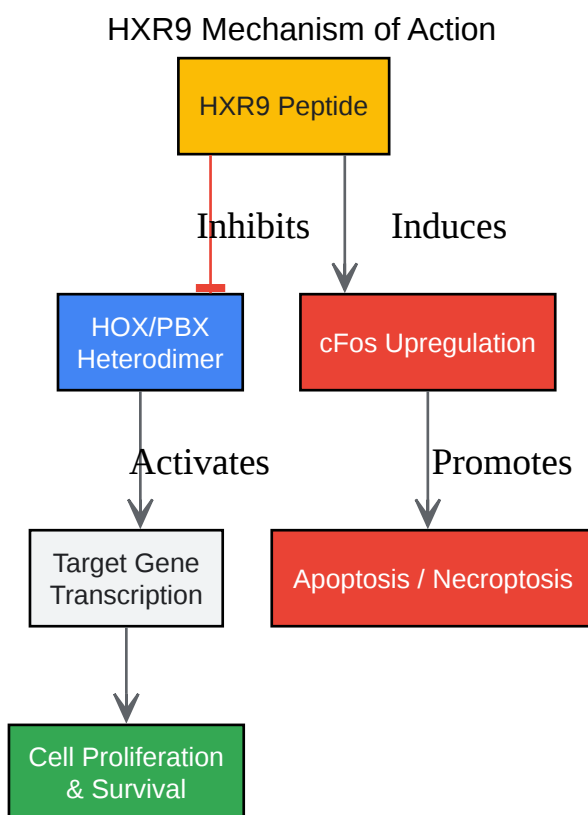 HXR9 Mechanism of Action
HXR9 Peptide
Inhibits
Induces
HOX/PBX
Heterodimer
cFos Upregulation
Activates
Promotes
Target Gene
Transcription
Apoptosis / Necroptosis
Cell Proliferation
& Survival